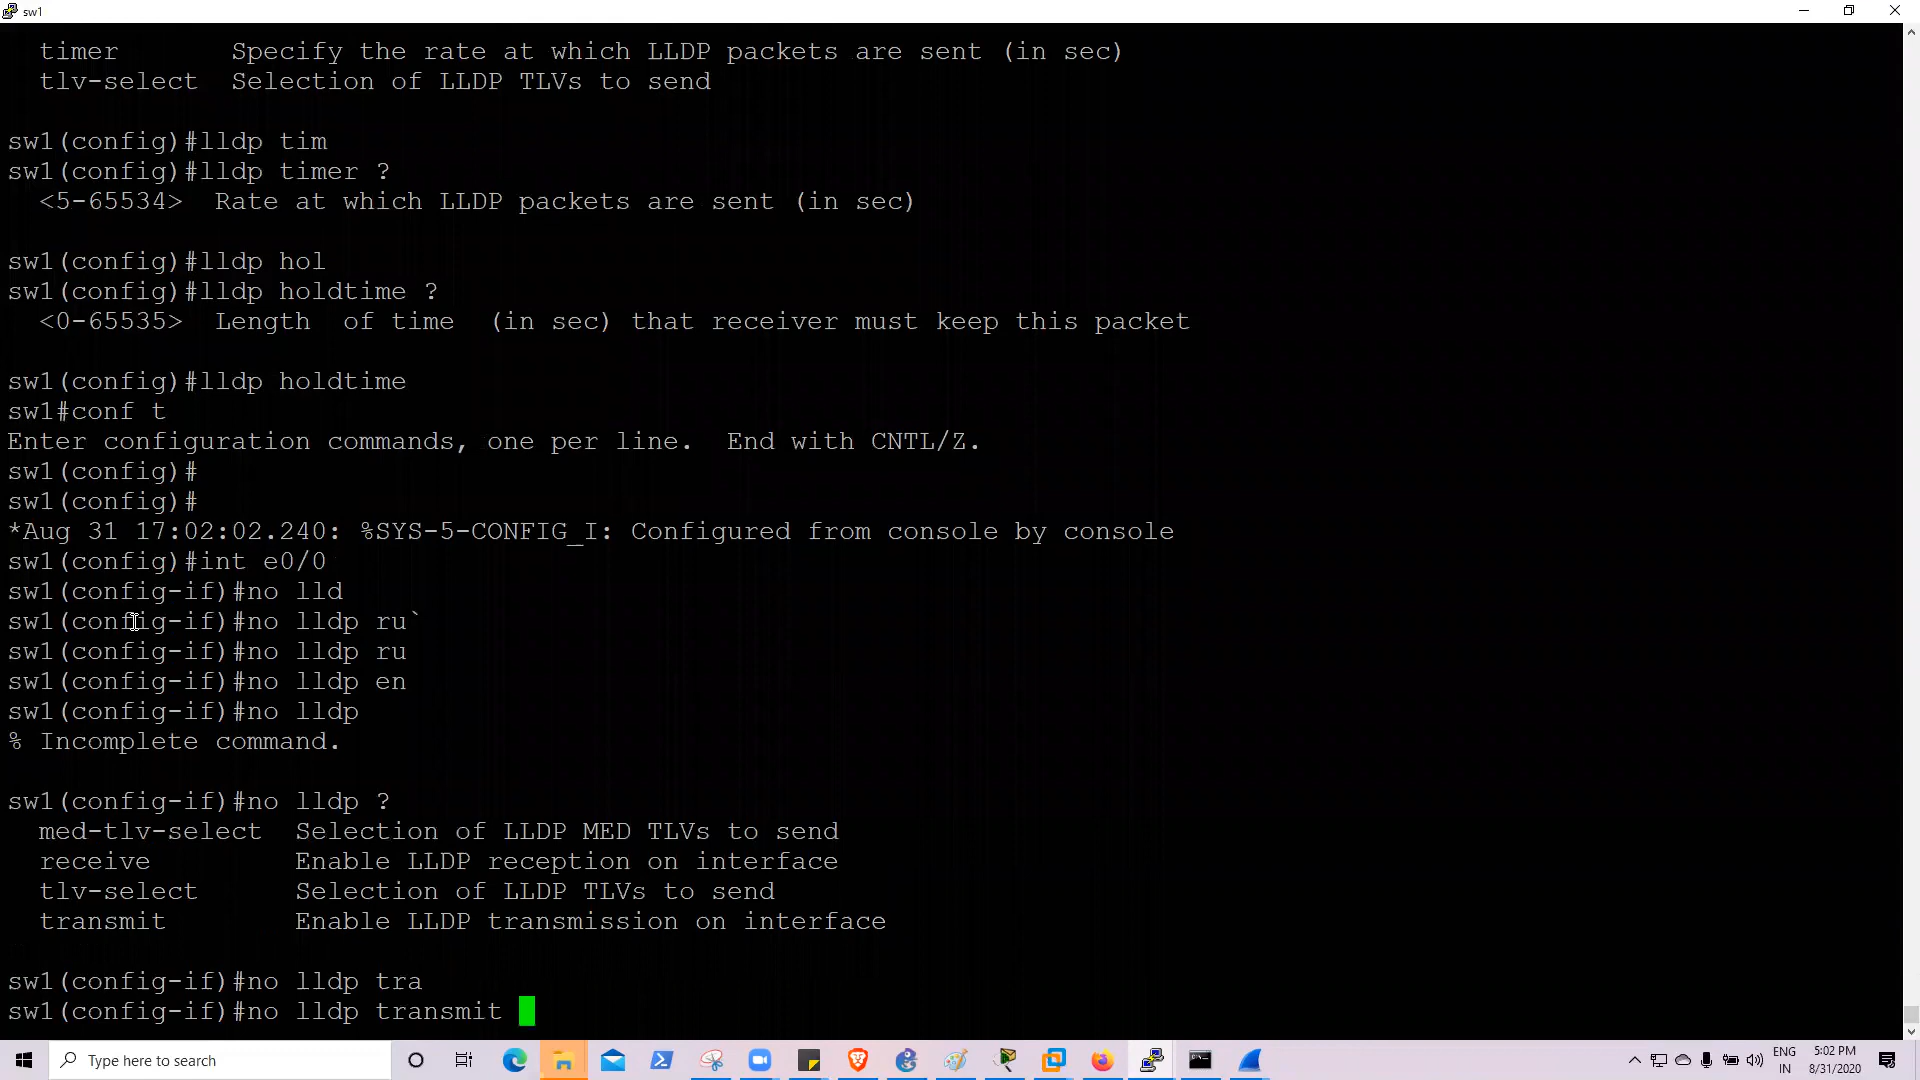 sw1
timer Specify the rate at which LLDP packets are sent (in sec)
tlv-select Selection of LLDP TLVs to send
sw1(config)#lldp tim
sw1(config)#lldp timer ?
<5-65534> Rate at which LLDP packets are sent (in sec)
sw1(config)#lldp hol
sw1(config)#lldp holdtime ?
<0-65535> Length of time (in sec) that receiver must keep this packet
sw1(config)#lldp holdtime
sw1#conf t
Enter configuration commands, one per line. End with CNTL/Z.
sw1(config)#
sw1(config)#
*Aug 31 17:02:02.240: %SYS-5-CONFIG_I: Configured from console by console
sw1(config)#int e0/0
sw1(config-if)#no lld
sw1(config-if)#no lldp ru`
sw1(config-if)#no lldp ru
sw1(config-if)#no lldp en
sw1(config-if)#no lldp
% Incomplete command.
sw1(config-if)#no lldp ?
med-tlv-select Selection of LLDP MED TLVs to send
receive Enable LLDP reception on interface
tlv-select Selection of LLDP TLVs to send
transmit Enable LLDP transmission on interface
sw1(config-if)#no lldp tra
sw1(config-if)#no lldp transmit
Type here to search
ENG
IN
5:02 PM
8/31/2020